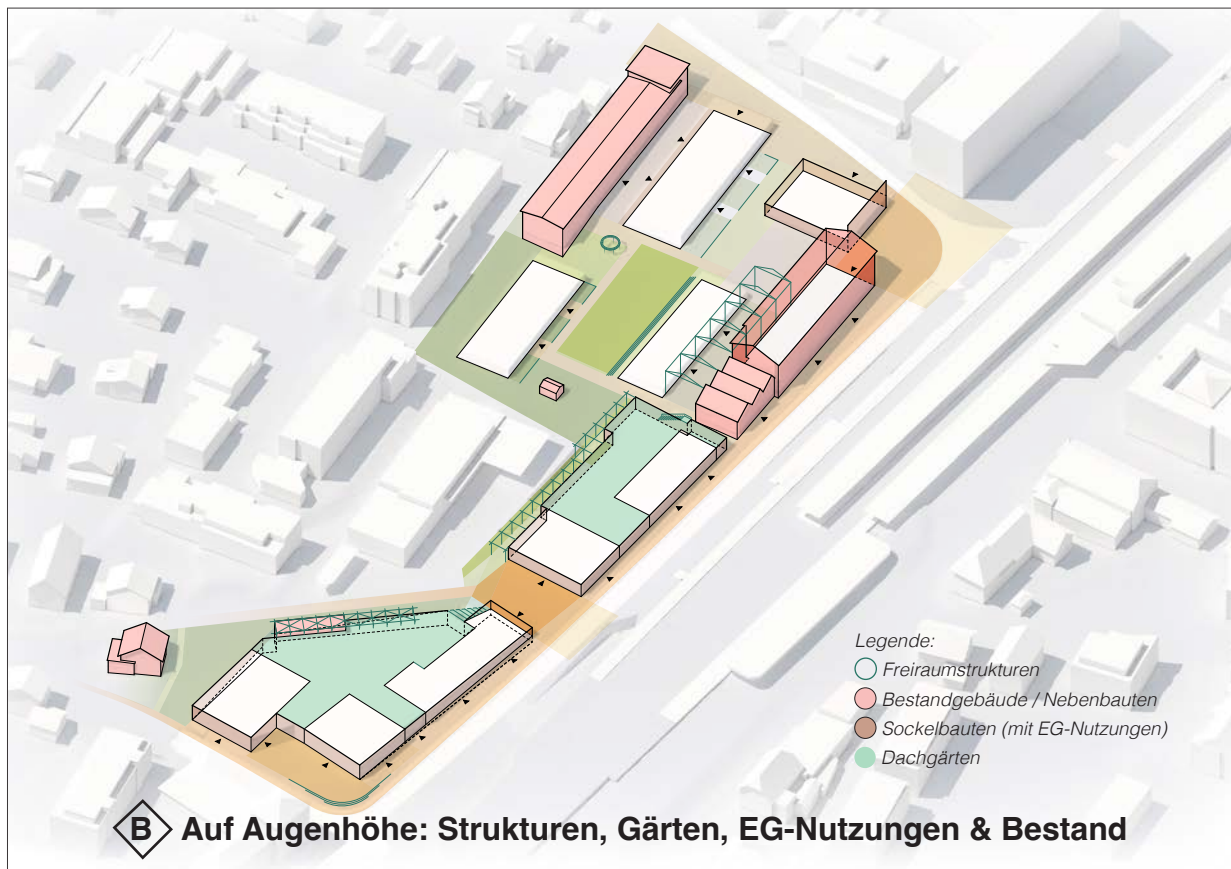 Legende:
Freiraumstrukturen
Bestandgebäude / Nebenbauten
Sockelbauten (mit EG-Nutzungen)
Dachgärten
B Auf Augenhöhe: Strukturen, Gärten, EG-Nutzungen & Bestand